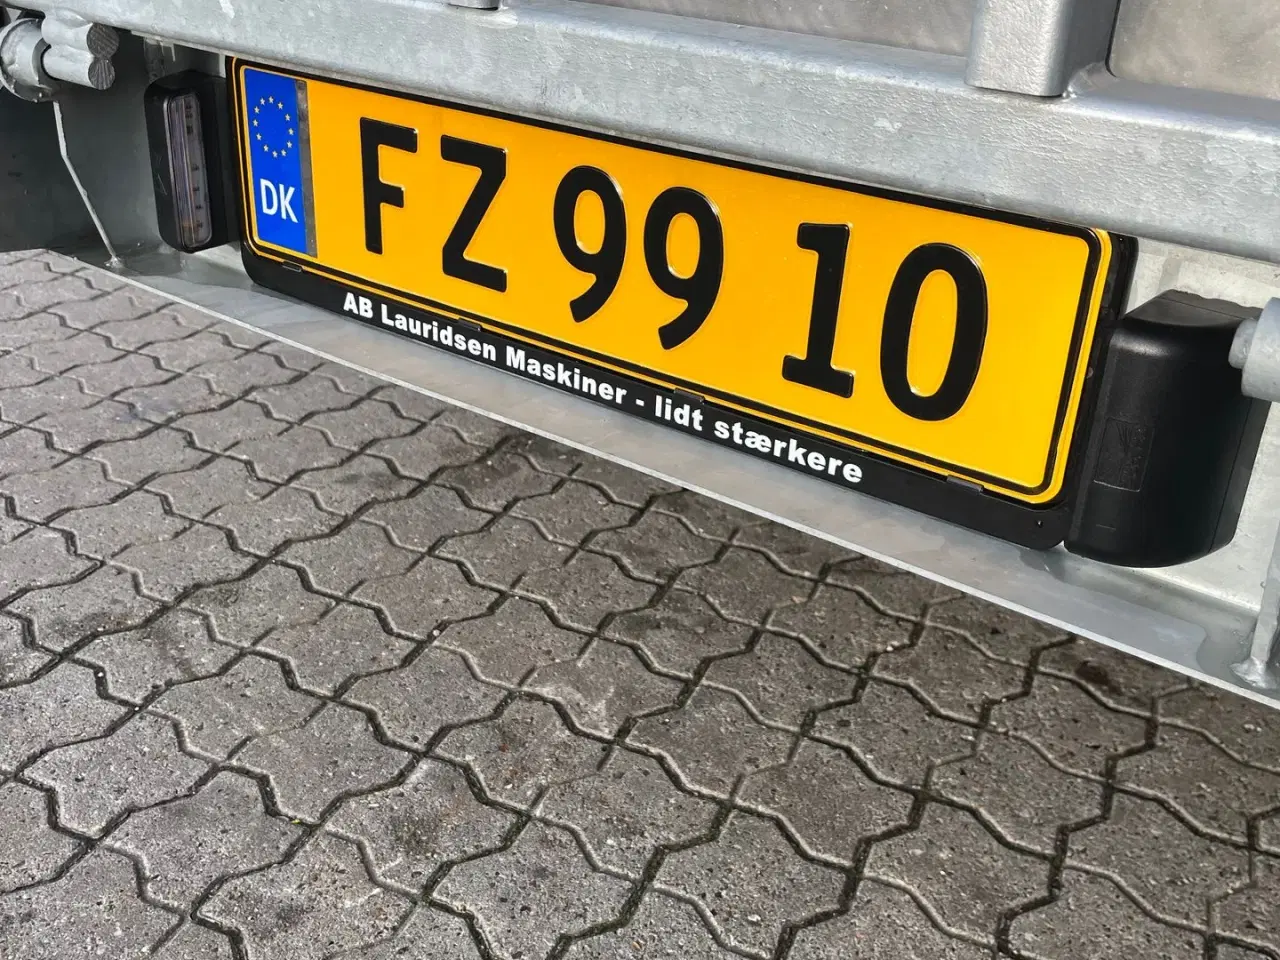 DK
FZ 99 10
AB Lauridsen Maskiner - lidt stærkere